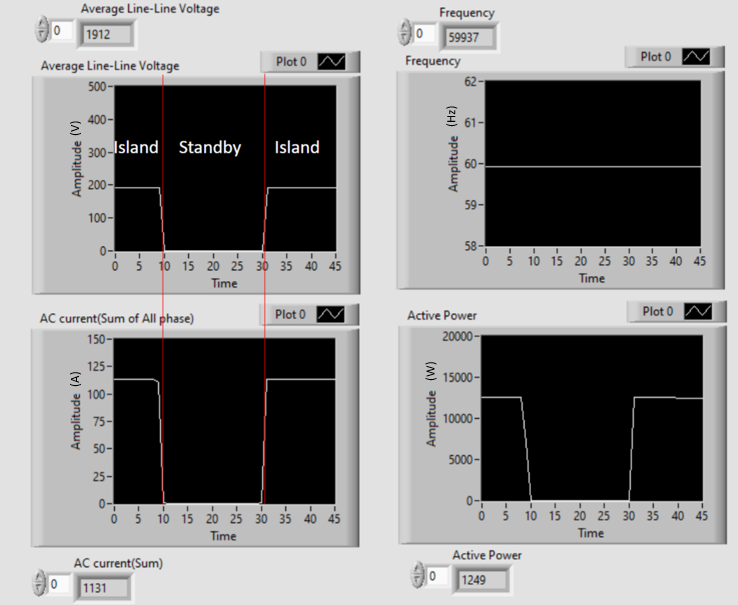 Average Line-Line Voltage
0
1912
Frequency
0
59937
Average Line-Line Voltage
Plot 0
500
400
300
200
100
0
Amplitude (V)
Island
Standby
Island
0 5 10 15 20 25 30 35 40 45
Time
Frequency
Plot 0
62
61
60
59
58
Amplitude (Hz)
0 5 10 15 20 25 30 35 40 45
Time
AC current(Sum of All phase)
Plot 0
150
125
100
75
50
25
0
Amplitude (A)
0 5 10 15 20 25 30 35 40 45
Time
Active Power
Plot 0
20000
15000
10000
5000
0
Amplitude (W)
0 5 10 15 20 25 30 35 40 45
Time
AC current(Sum)
0
1131
Active Power
0
1249